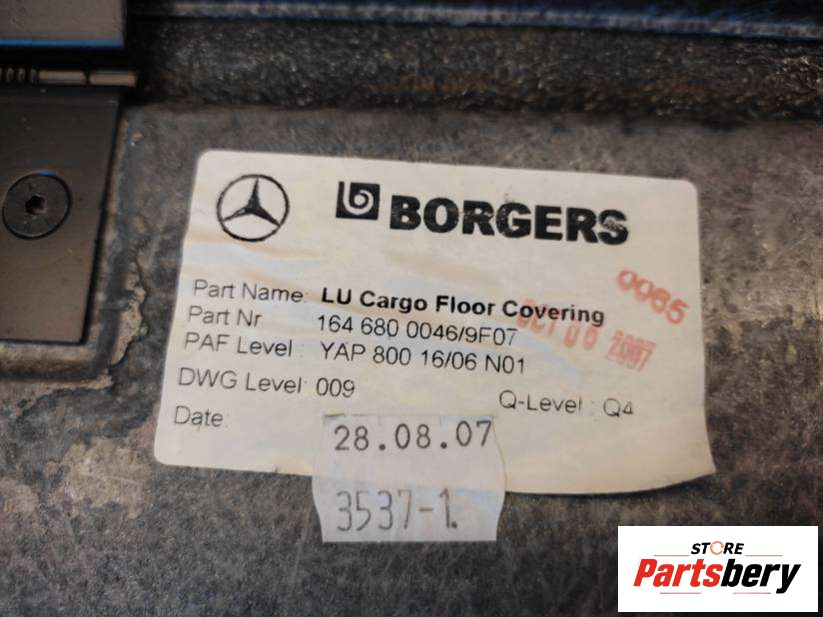 BORGERS
Part Name: LU Cargo Floor Covering
0065
Part Nr 164 680 0046/9F07
OCT 2007
PAF Level : YAP 800 16/06 N01
DWG Level: 009
Q-Level : Q4
Date:
28.08.07
3537-1.
STORE
Partsbery